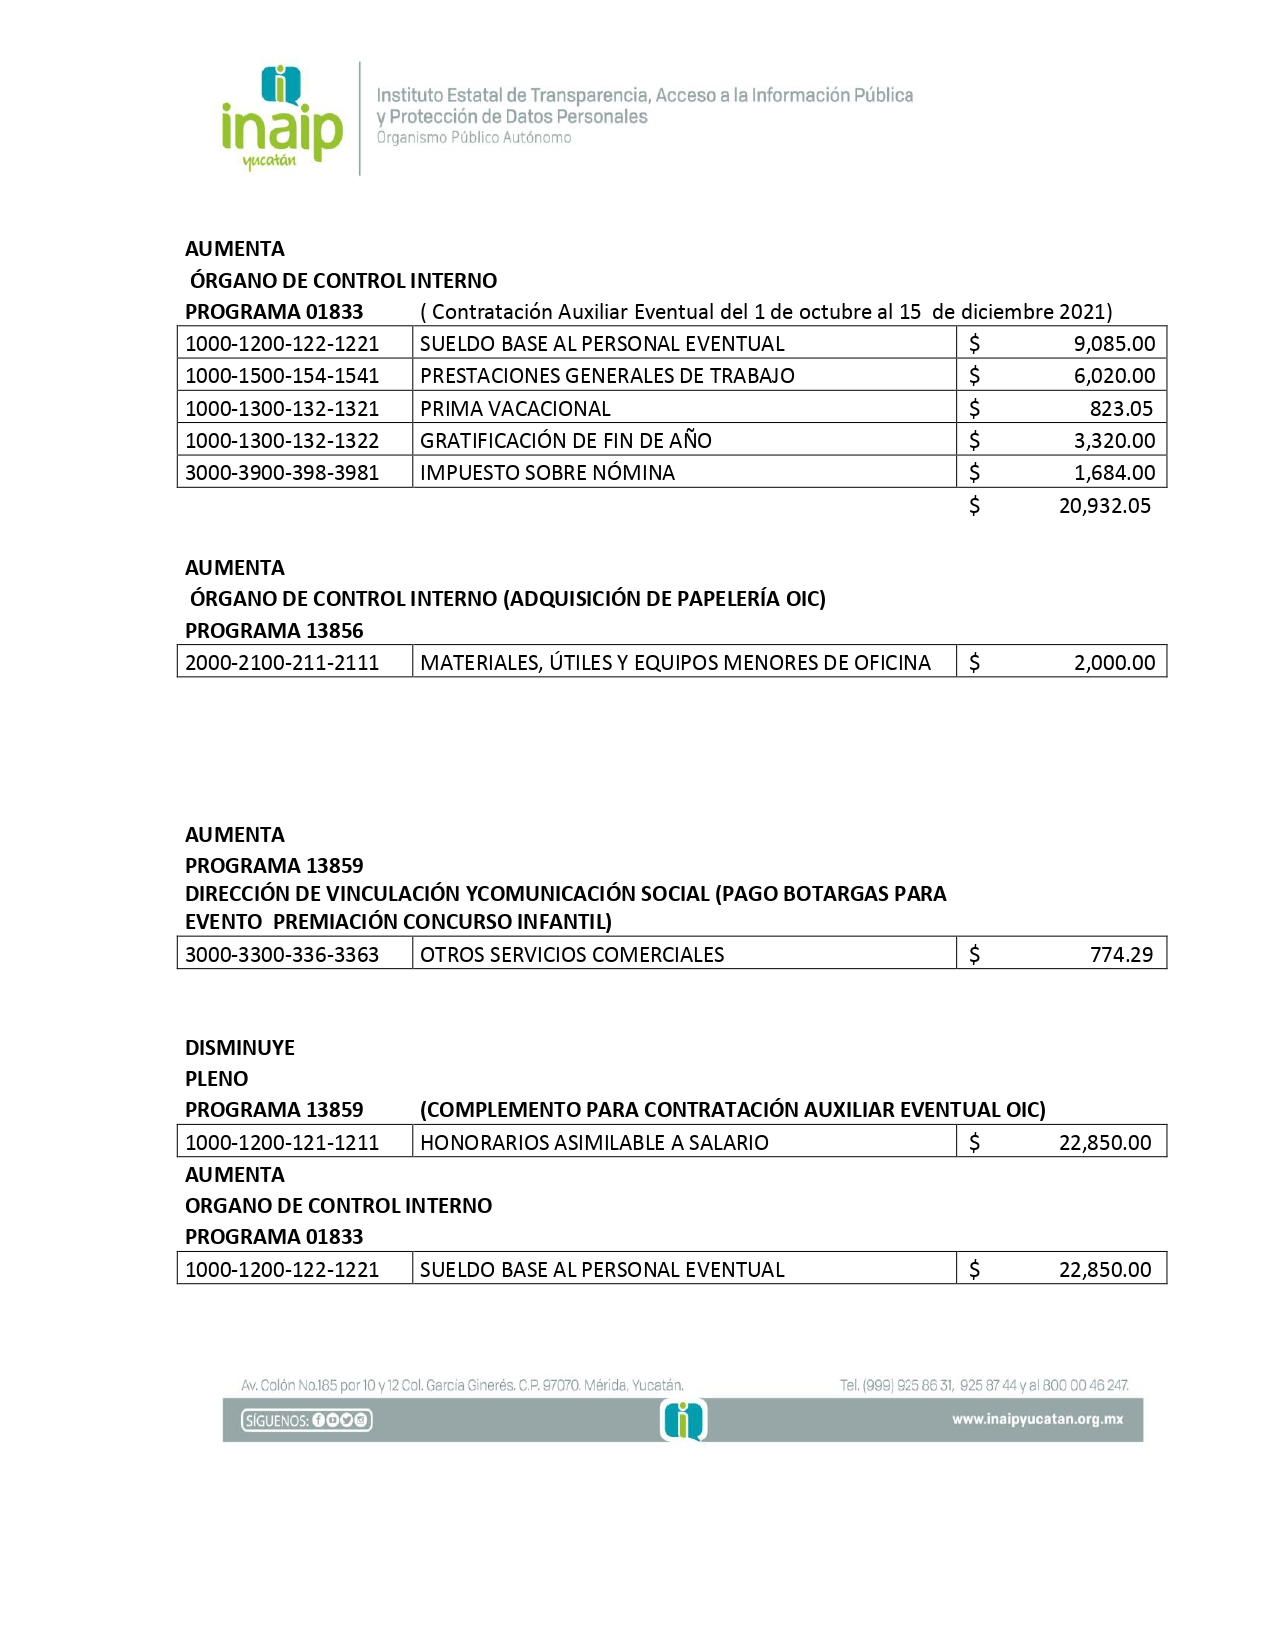 inaip
yucatán
Instituto Estatal de Transparencia, Acceso a la Información Pública
y Protección de Datos Personales
Organismo Público Autónomo
AUMENTA
ÓRGANO DE CONTROL INTERNO
PROGRAMA 01833 ( Contratación Auxiliar Eventual del 1 de octubre al 15 de diciembre 2021)
1000-1200-122-1221 SUELDO BASE AL PERSONAL EVENTUAL $ 9,085.00
1000-1500-154-1541 PRESTACIONES GENERALES DE TRABAJO $ 6,020.00
1000-1300-132-1321 PRIMA VACACIONAL $ 823.05
1000-1300-132-1322 GRATIFICACIÓN DE FIN DE AÑO $ 3,320.00
3000-3900-398-3981 IMPUESTO SOBRE NÓMINA $ 1,684.00
$ 20,932.05
AUMENTA
ÓRGANO DE CONTROL INTERNO (ADQUISICIÓN DE PAPELERÍA OIC)
PROGRAMA 13856
2000-2100-211-2111 MATERIALES, ÚTILES Y EQUIPOS MENORES DE OFICINA $ 2,000.00
AUMENTA
PROGRAMA 13859
DIRECCIÓN DE VINCULACIÓN YCOMUNICACIÓN SOCIAL (PAGO BOTARGAS PARA
EVENTO PREMIACIÓN CONCURSO INFANTIL)
3000-3300-336-3363 OTROS SERVICIOS COMERCIALES $ 774.29
DISMINUYE
PLENO
PROGRAMA 13859 (COMPLEMENTO PARA CONTRATACIÓN AUXILIAR EVENTUAL OIC)
1000-1200-121-1211 HONORARIOS ASIMILABLE A SALARIO $ 22,850.00
AUMENTA
ORGANO DE CONTROL INTERNO
PROGRAMA 01833
1000-1200-122-1221 SUELDO BASE AL PERSONAL EVENTUAL $ 22,850.00
Av. Colón No.185 por 10 y 12 Col. García Ginerés. C.P. 97070. Mérida, Yucatán. Tel. (999) 925 86 31, 925 87 44 y al 800 00 46 247.
SÍGUENOS: www.inaipyucatan.org.mx